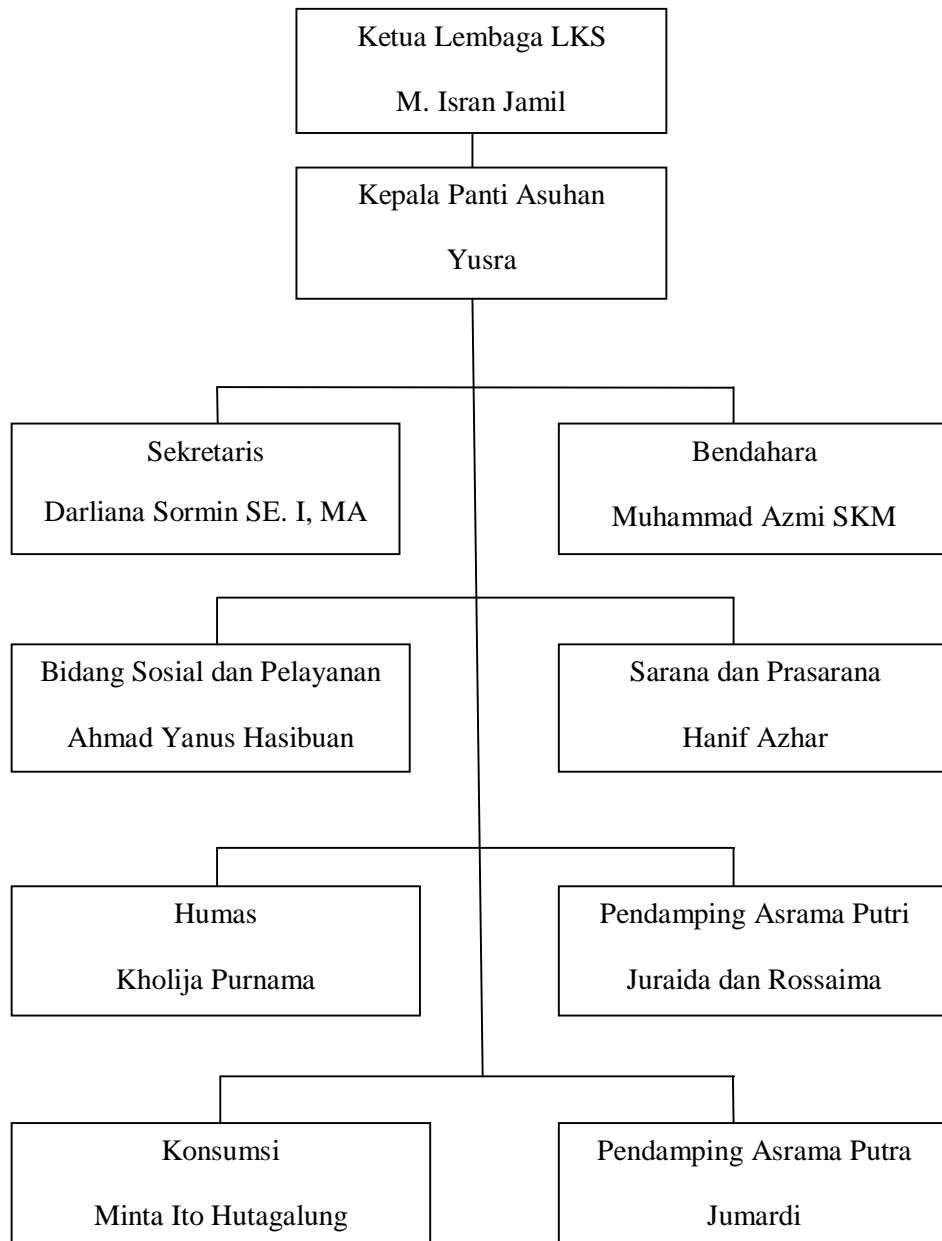 Ketua Lembaga LKS
M. Isran Jamil
Kepala Panti Asuhan
Yusra
Sekretaris
Darliana Sormin SE. I, MA
Bendahara
Muhammad Azmi SKM
Bidang Sosial dan Pelayanan
Ahmad Yanus Hasibuan
Sarana dan Prasarana
Hanif Azhar
Humas
Kholija Purnama
Pendamping Asrama Putri
Juraida dan Rossaima
Konsumsi
Minta Ito Hutagalung
Pendamping Asrama Putra
Jumardi